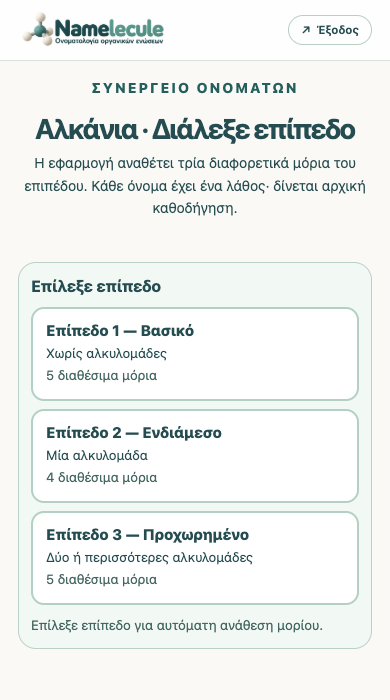 Namelecule
Ονοματολογία οργανικών ενώσεων
↗ Έξοδος
ΣΥΝΕΡΓΕΙΟ ΟΝΟΜΑΤΩΝ
Αλκάνια · Διάλεξε επίπεδο
Η εφαρμογή αναθέτει τρία διαφορετικά μόρια του
επιπέδου. Κάθε όνομα έχει ένα λάθος· δίνεται αρχική
καθοδήγηση.
Επίλεξε επίπεδο
Επίπεδο 1 — Βασικό
Χωρίς αλκυλομάδες
5 διαθέσιμα μόρια
Επίπεδο 2 — Ενδιάμεσο
Μία αλκυλομάδα
4 διαθέσιμα μόρια
Επίπεδο 3 — Προχωρημένο
Δύο ή περισσότερες αλκυλομάδες
5 διαθέσιμα μόρια
Επίλεξε επίπεδο για αυτόματη ανάθεση μορίου.